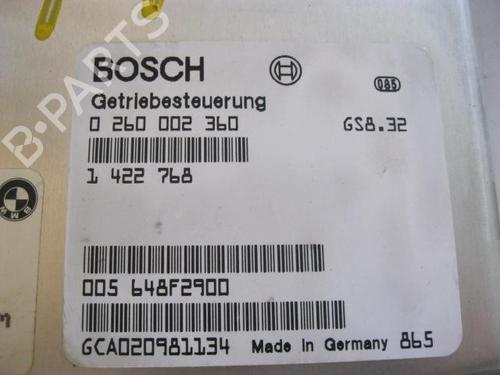 BOSCH
085
Getriebesteuerung
0 260 002 360 GS8.32
1 422 768
005 648F2900
GCA020981134 Made in Germany 865
BMW
B-PARTS